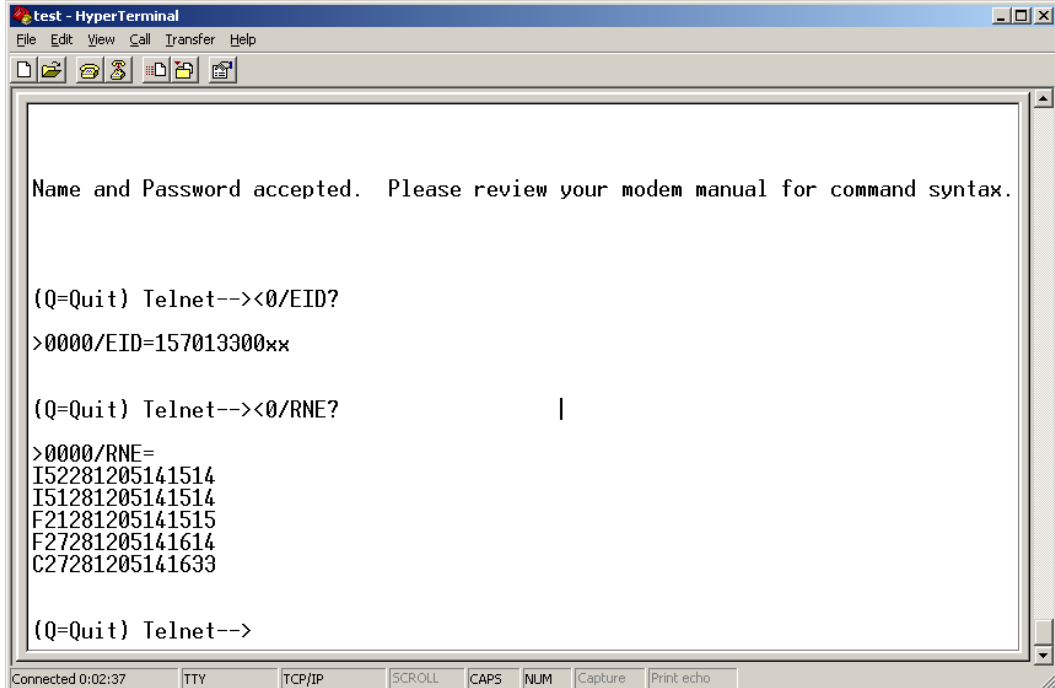 test - HyperTerminal
File Edit View Call Transfer Help
Name and Password accepted.  Please review your modem manual for command syntax.
(Q=Quit) Telnet--><0/EID?
>0000/EID=157013300xx
(Q=Quit) Telnet--><0/RNE?
>0000/RNE=
I52281205141514
I51281205141514
F21281205141515
F27281205141614
C27281205141633
(Q=Quit) Telnet-->
Connected 0:02:37 TTY TCP/IP SCROLL CAPS NUM Capture Print echo